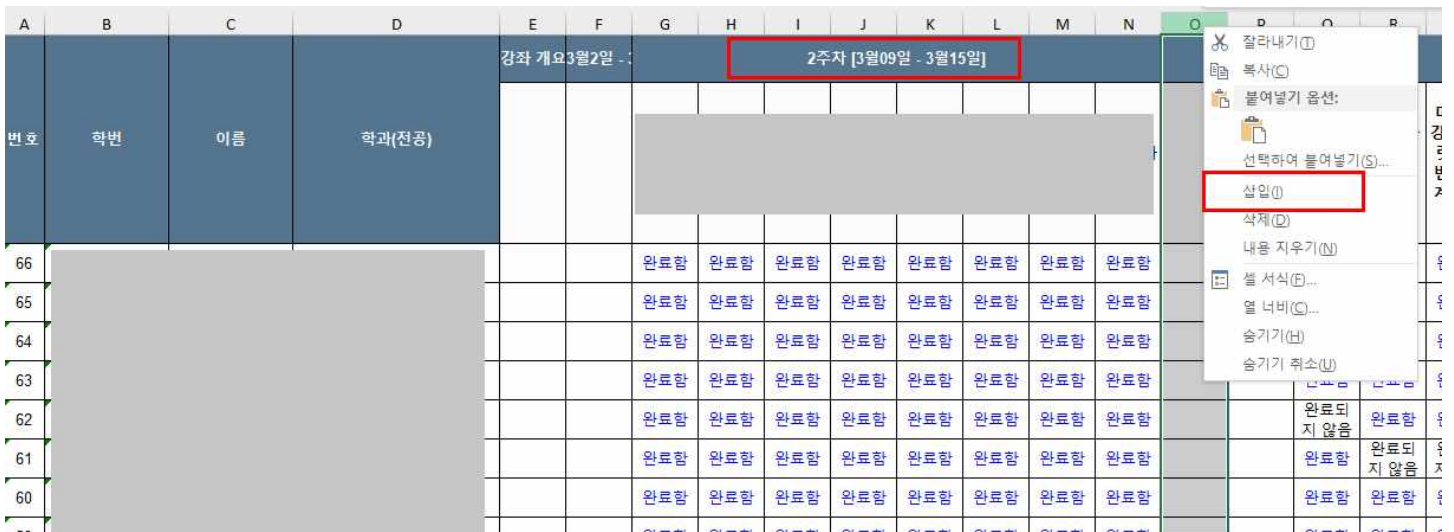 A B C D E F G H I J K L M N O P Q R
강좌 개요 3월2일 - 2주차 [3월09일 - 3월15일]
번호 학번 이름 학과(전공)
잘라내기(T)
복사(C)
붙여넣기 옵션:
선택하여 붙여넣기(S)...
삽입(I)
삭제(D)
내용 지우기(N)
셀 서식(F)...
열 너비(C)...
숨기기(H)
숨기기 취소(U)
66 완료함 완료함 완료함 완료함 완료함 완료함 완료함 완료함
65 완료함 완료함 완료함 완료함 완료함 완료함 완료함 완료함
64 완료함 완료함 완료함 완료함 완료함 완료함 완료함 완료함
63 완료함 완료함 완료함 완료함 완료함 완료함 완료함 완료함
62 완료함 완료함 완료함 완료함 완료함 완료함 완료함 완료함 완료되지 않음 완료함
61 완료함 완료함 완료함 완료함 완료함 완료함 완료함 완료함 완료함 완료되지 않음
60 완료함 완료함 완료함 완료함 완료함 완료함 완료함 완료함 완료함 완료함